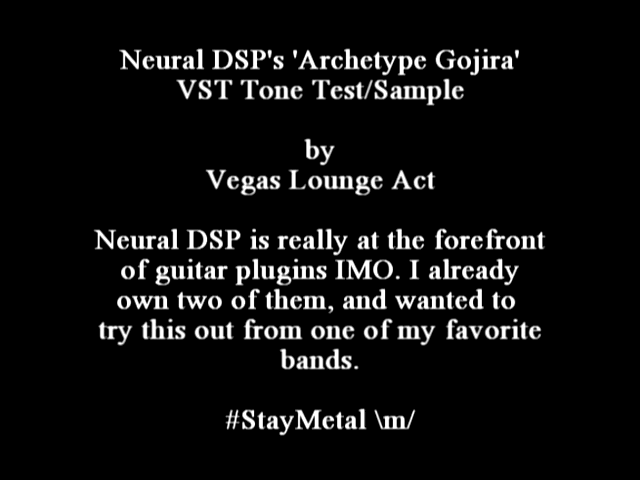 Neural DSP's 'Archetype Gojira'
VST Tone Test/Sample
by
Vegas Lounge Act
Neural DSP is really at the forefront
of guitar plugins IMO. I already
own two of them, and wanted to
try this out from one of my favorite
bands.
#StayMetal \m/